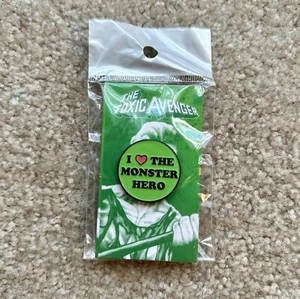 THE
TOXIC AVENGER
I ❤ THE
MONSTER
HERO